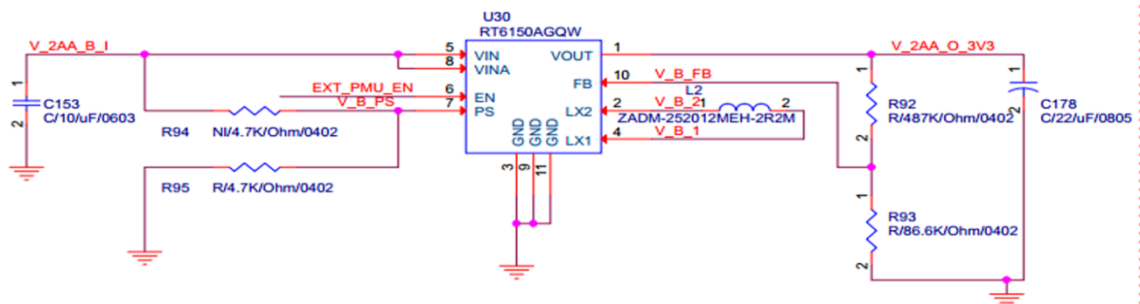 U30
RT6150AGQW
V_2AA_B_I
5
VIN
VOUT
1
V_2AA_O_3V3
8
VINA
1
C153
C/10/uF/0603
2
EXT_PMU_EN
6
EN
V_B_PS
7
PS
FB
10
V_B_FB
L2
LX2
2
V_B_2
1
2
ZADM-252012MEH-2R2M
LX1
4
V_B_1
R94
NI/4.7K/Ohm/0402
R95
R/4.7K/Ohm/0402
GND
GND
GND
3
9
11
1
R92
R/487K/Ohm/0402
2
1
C178
C/22/uF/0805
2
1
R93
R/86.6K/Ohm/0402
2